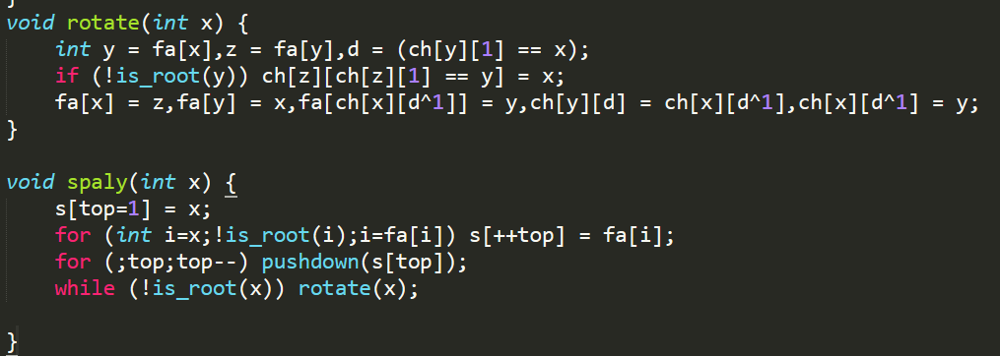 }
void rotate(int x) {
    int y = fa[x],z = fa[y],d = (ch[y][1] == x);
    if (!is_root(y)) ch[z][ch[z][1] == y] = x;
    fa[x] = z,fa[y] = x,fa[ch[x][d^1]] = y,ch[y][d] = ch[x][d^1],ch[x][d^1] = y;
}
void spaly(int x) {
    s[top=1] = x;
    for (int i=x;!is_root(i);i=fa[i]) s[++top] = fa[i];
    for (;top;top--) pushdown(s[top]);
    while (!is_root(x)) rotate(x);
}